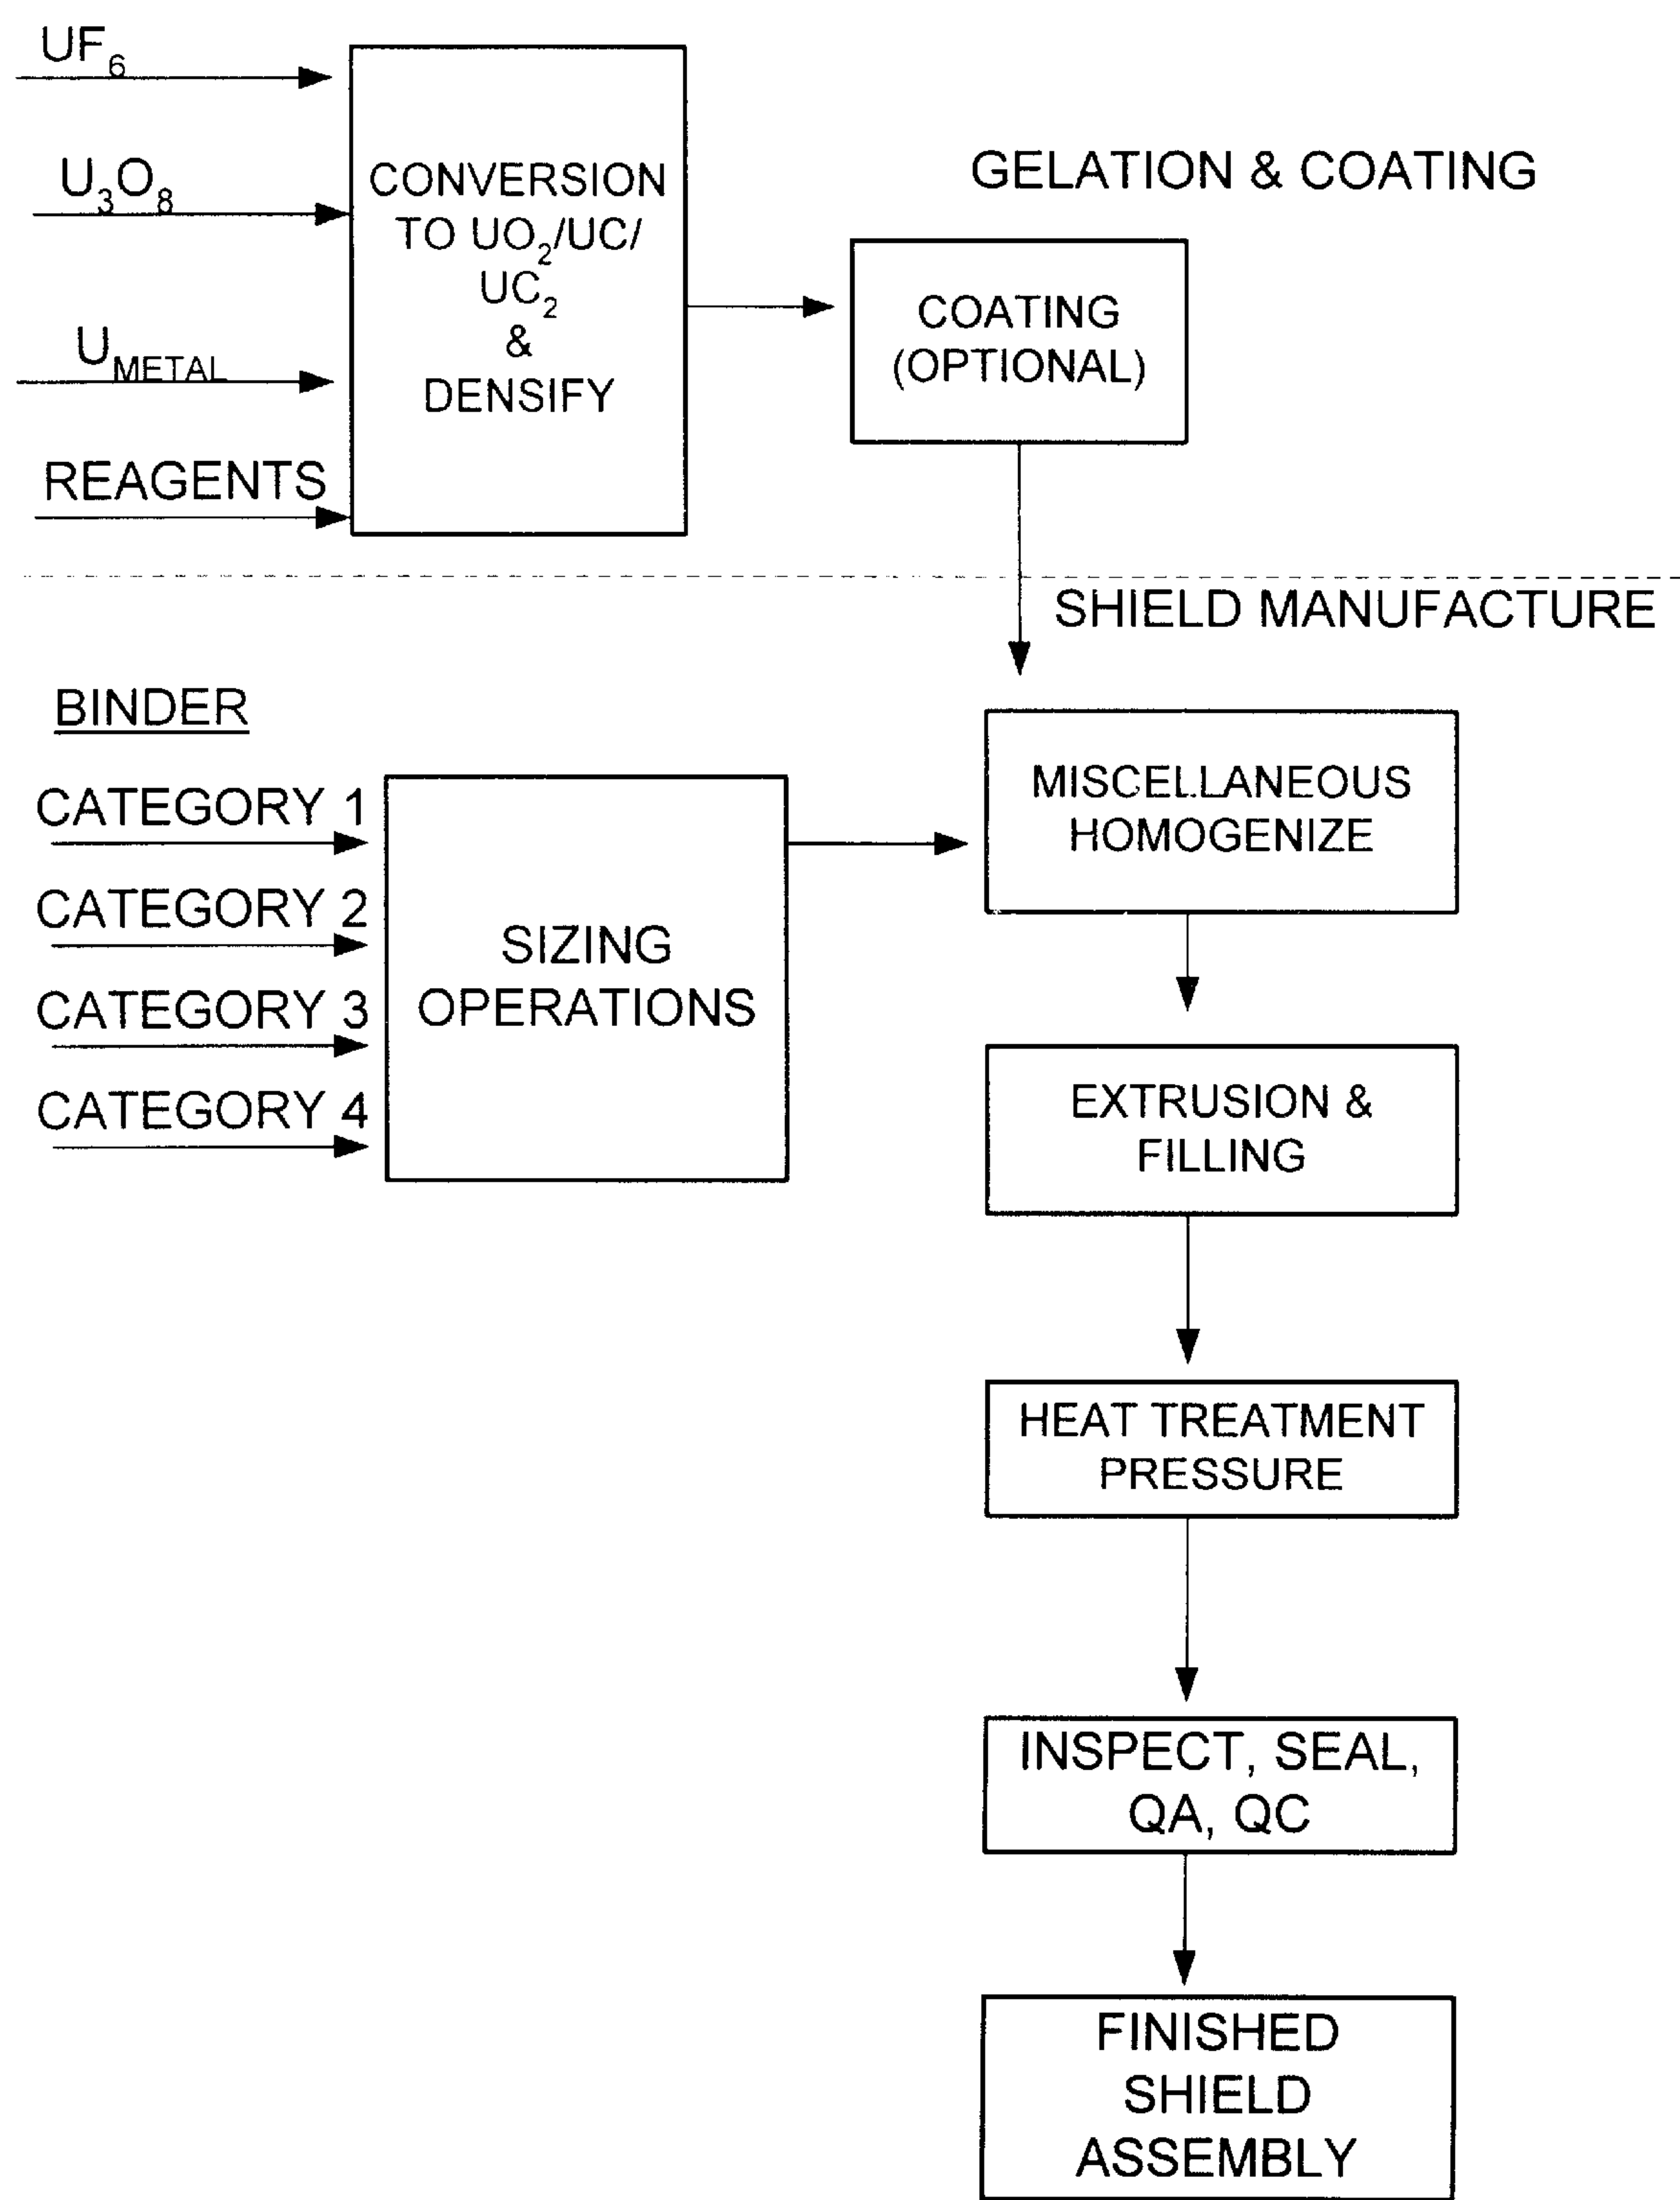 UF₆
U₃O₈
U METAL
REAGENTS
CONVERSION
TO UO₂/UC/
UC₂
&
DENSIFY
GELATION & COATING
COATING
(OPTIONAL)
SHIELD MANUFACTURE
BINDER
CATEGORY 1
CATEGORY 2
CATEGORY 3
CATEGORY 4
SIZING
OPERATIONS
MISCELLANEOUS
HOMOGENIZE
EXTRUSION &
FILLING
HEAT TREATMENT
PRESSURE
INSPECT, SEAL,
QA, QC
FINISHED
SHIELD
ASSEMBLY